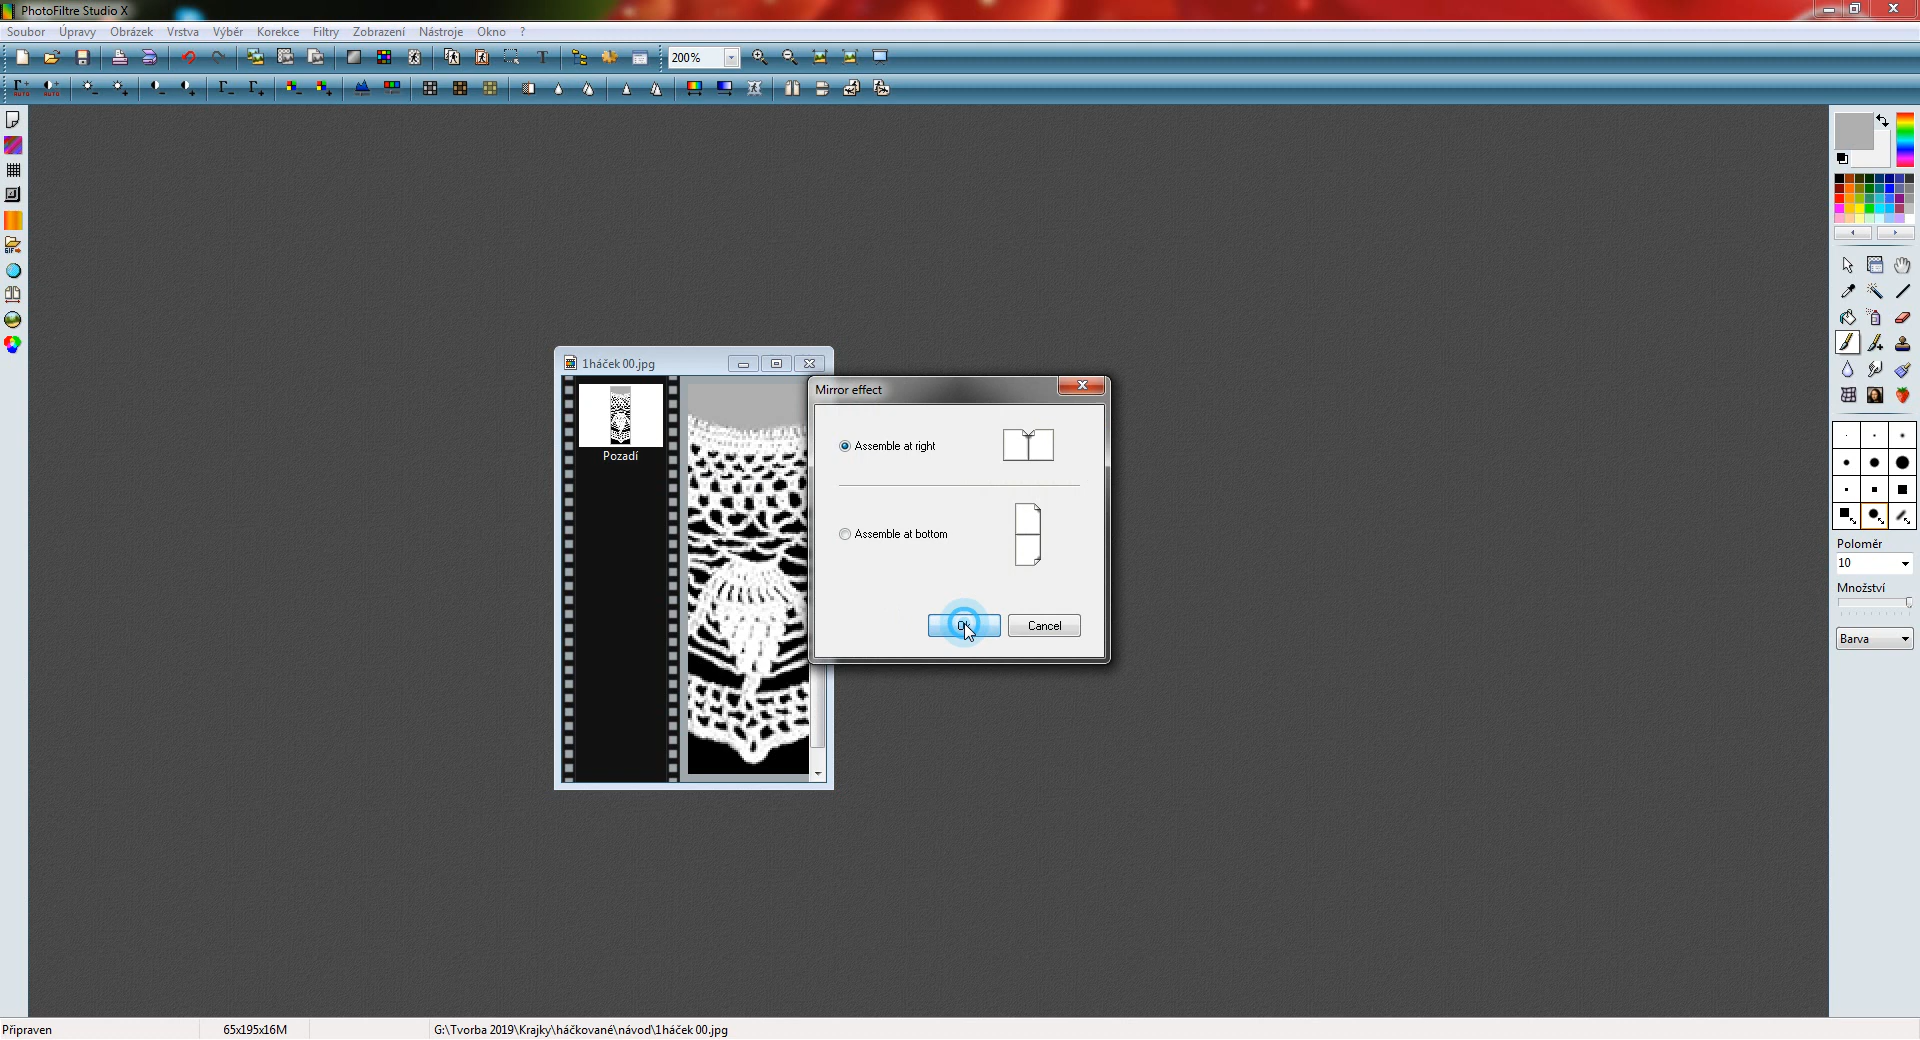 PhotoFiltre Studio X
Soubor Úpravy Obrázek Vrstva Výběr Korekce Filtry Zobrazení Nástroje Okno ?
200%
1háček 00.jpg
Pozadí
Mirror effect
Assemble at right
Assemble at bottom
Ok Cancel
Poloměr
10
Množství
Barva
Připraven 65x195x16M G:\Tvorba 2019\Krajky\háčkované\návod\1háček 00.jpg